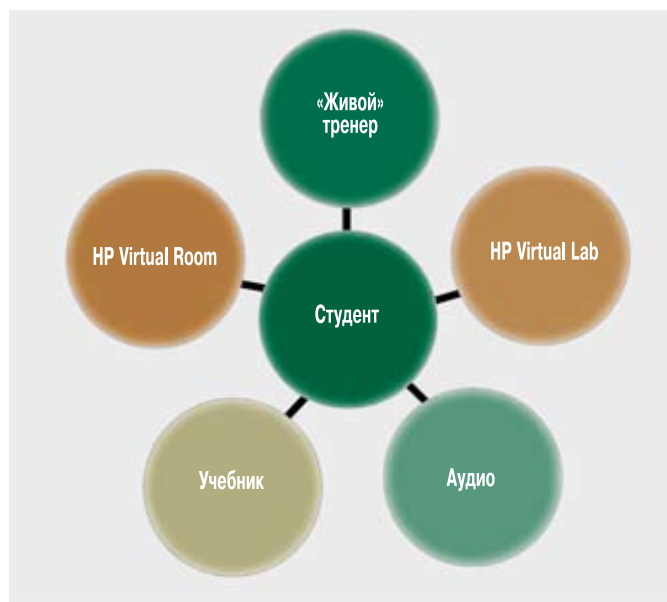 «Живой»
тренер
HP Virtual Room
HP Virtual Lab
Студент
Учебник
Аудио